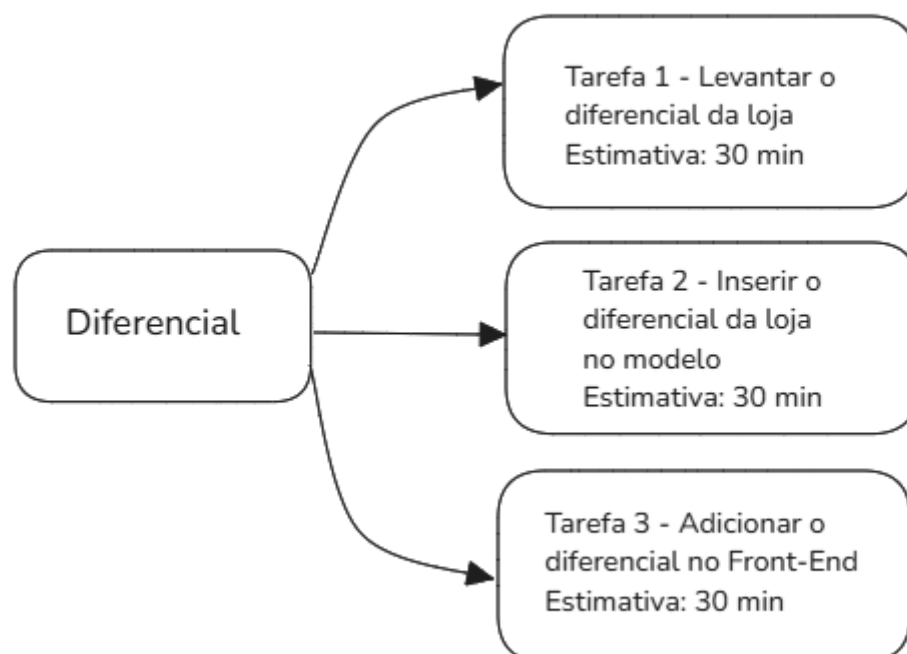 Diferencial
Tarefa 1 - Levantar o
diferencial da loja
Estimativa: 30 min
Tarefa 2 - Inserir o
diferencial da loja
no modelo
Estimativa: 30 min
Tarefa 3 - Adicionar o
diferencial no Front-End
Estimativa: 30 min